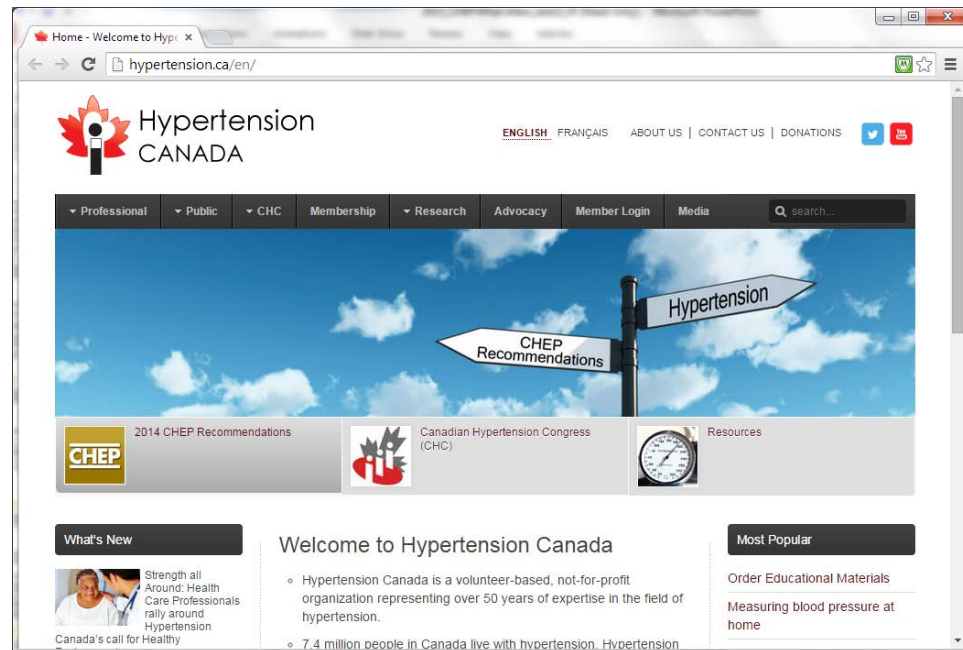 Home - Welcome to Hype
hypertension.ca/en/
Hypertension
CANADA
ENGLISH FRANÇAIS ABOUT US | CONTACT US | DONATIONS
Professional Public CHC Membership Research Advocacy Member Login Media search...
Hypertension
CHEP
Recommendations
CHEP
2014 CHEP Recommendations
Canadian Hypertension Congress
(CHC)
Resources
What's New
Strength all
Around: Health
Care Professionals
rally around
Hypertension
Canada's call for Healthy
Welcome to Hypertension Canada
Hypertension Canada is a volunteer-based, not-for-profit
organization representing over 50 years of expertise in the field of
hypertension.
7.4 million people in Canada live with hypertension. Hypertension
Most Popular
Order Educational Materials
Measuring blood pressure at
home